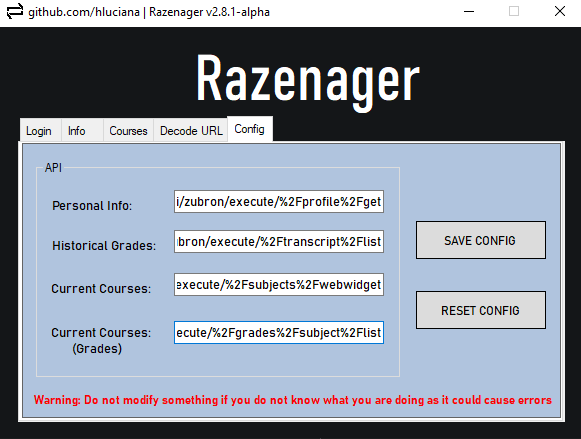 github.com/hluciana | Razenager v2.8.1-alpha
Razenager
Login Info Courses Decode URL Config
API
Personal Info: i/zubron/execute/%2Fprofile%2Fget
Historical Grades: ibron/execute/%2Ftranscript%2Flist
SAVE CONFIG
Current Courses: execute/%2Fsubjects%2Fwebwidget
RESET CONFIG
Current Courses: ecute/%2Fgrades%2Fsubject%2Flist
(Grades)
Warning: Do not modify something if you do not know what you are doing as it could cause errors